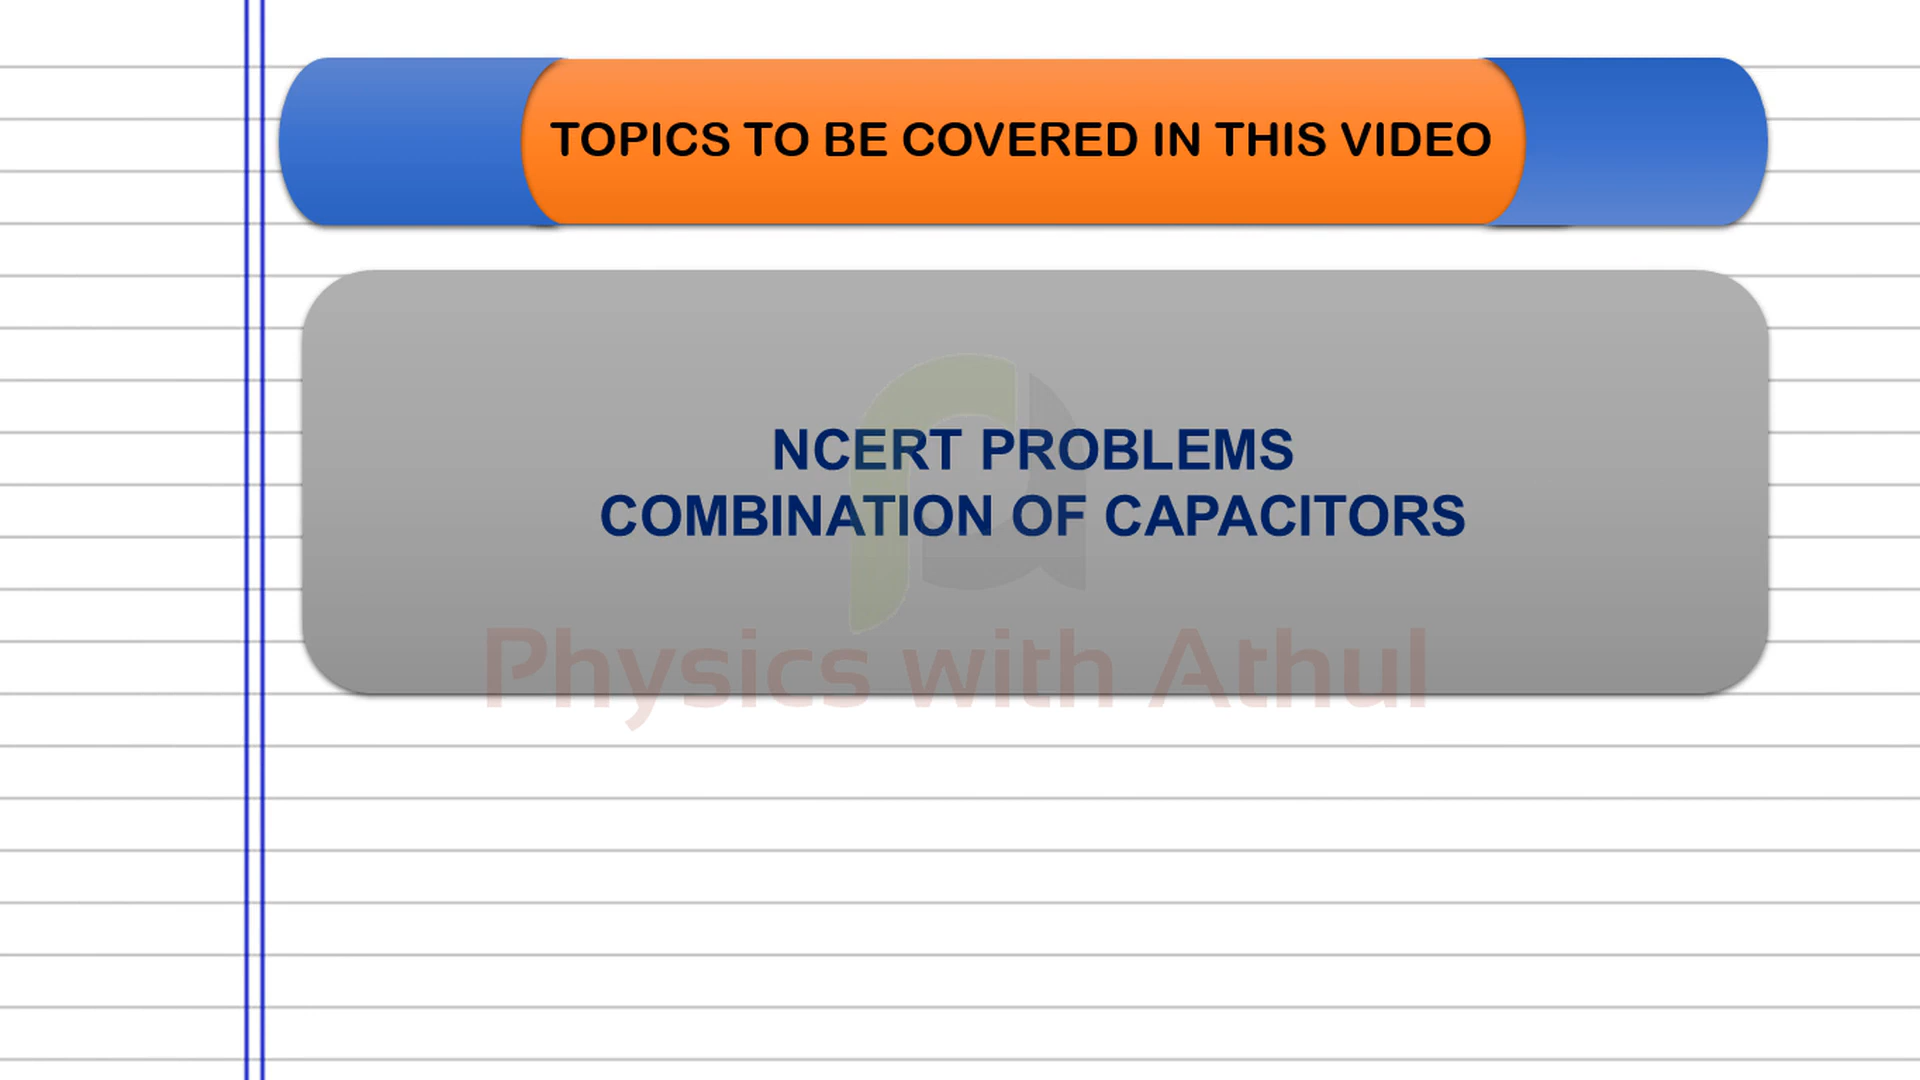 TOPICS TO BE COVERED IN THIS VIDEO
NCERT PROBLEMS
COMBINATION OF CAPACITORS
Physics with Athul